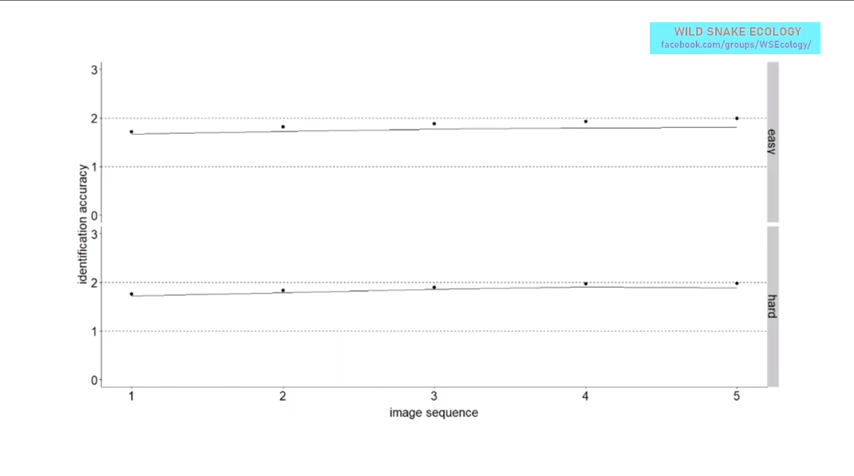 WILD SNAKE ECOLOGY
facebook.com/groups/WSEcology/
identification accuracy
3
2
1
0
easy
3
2
1
0
hard
1 2 3 4 5
image sequence